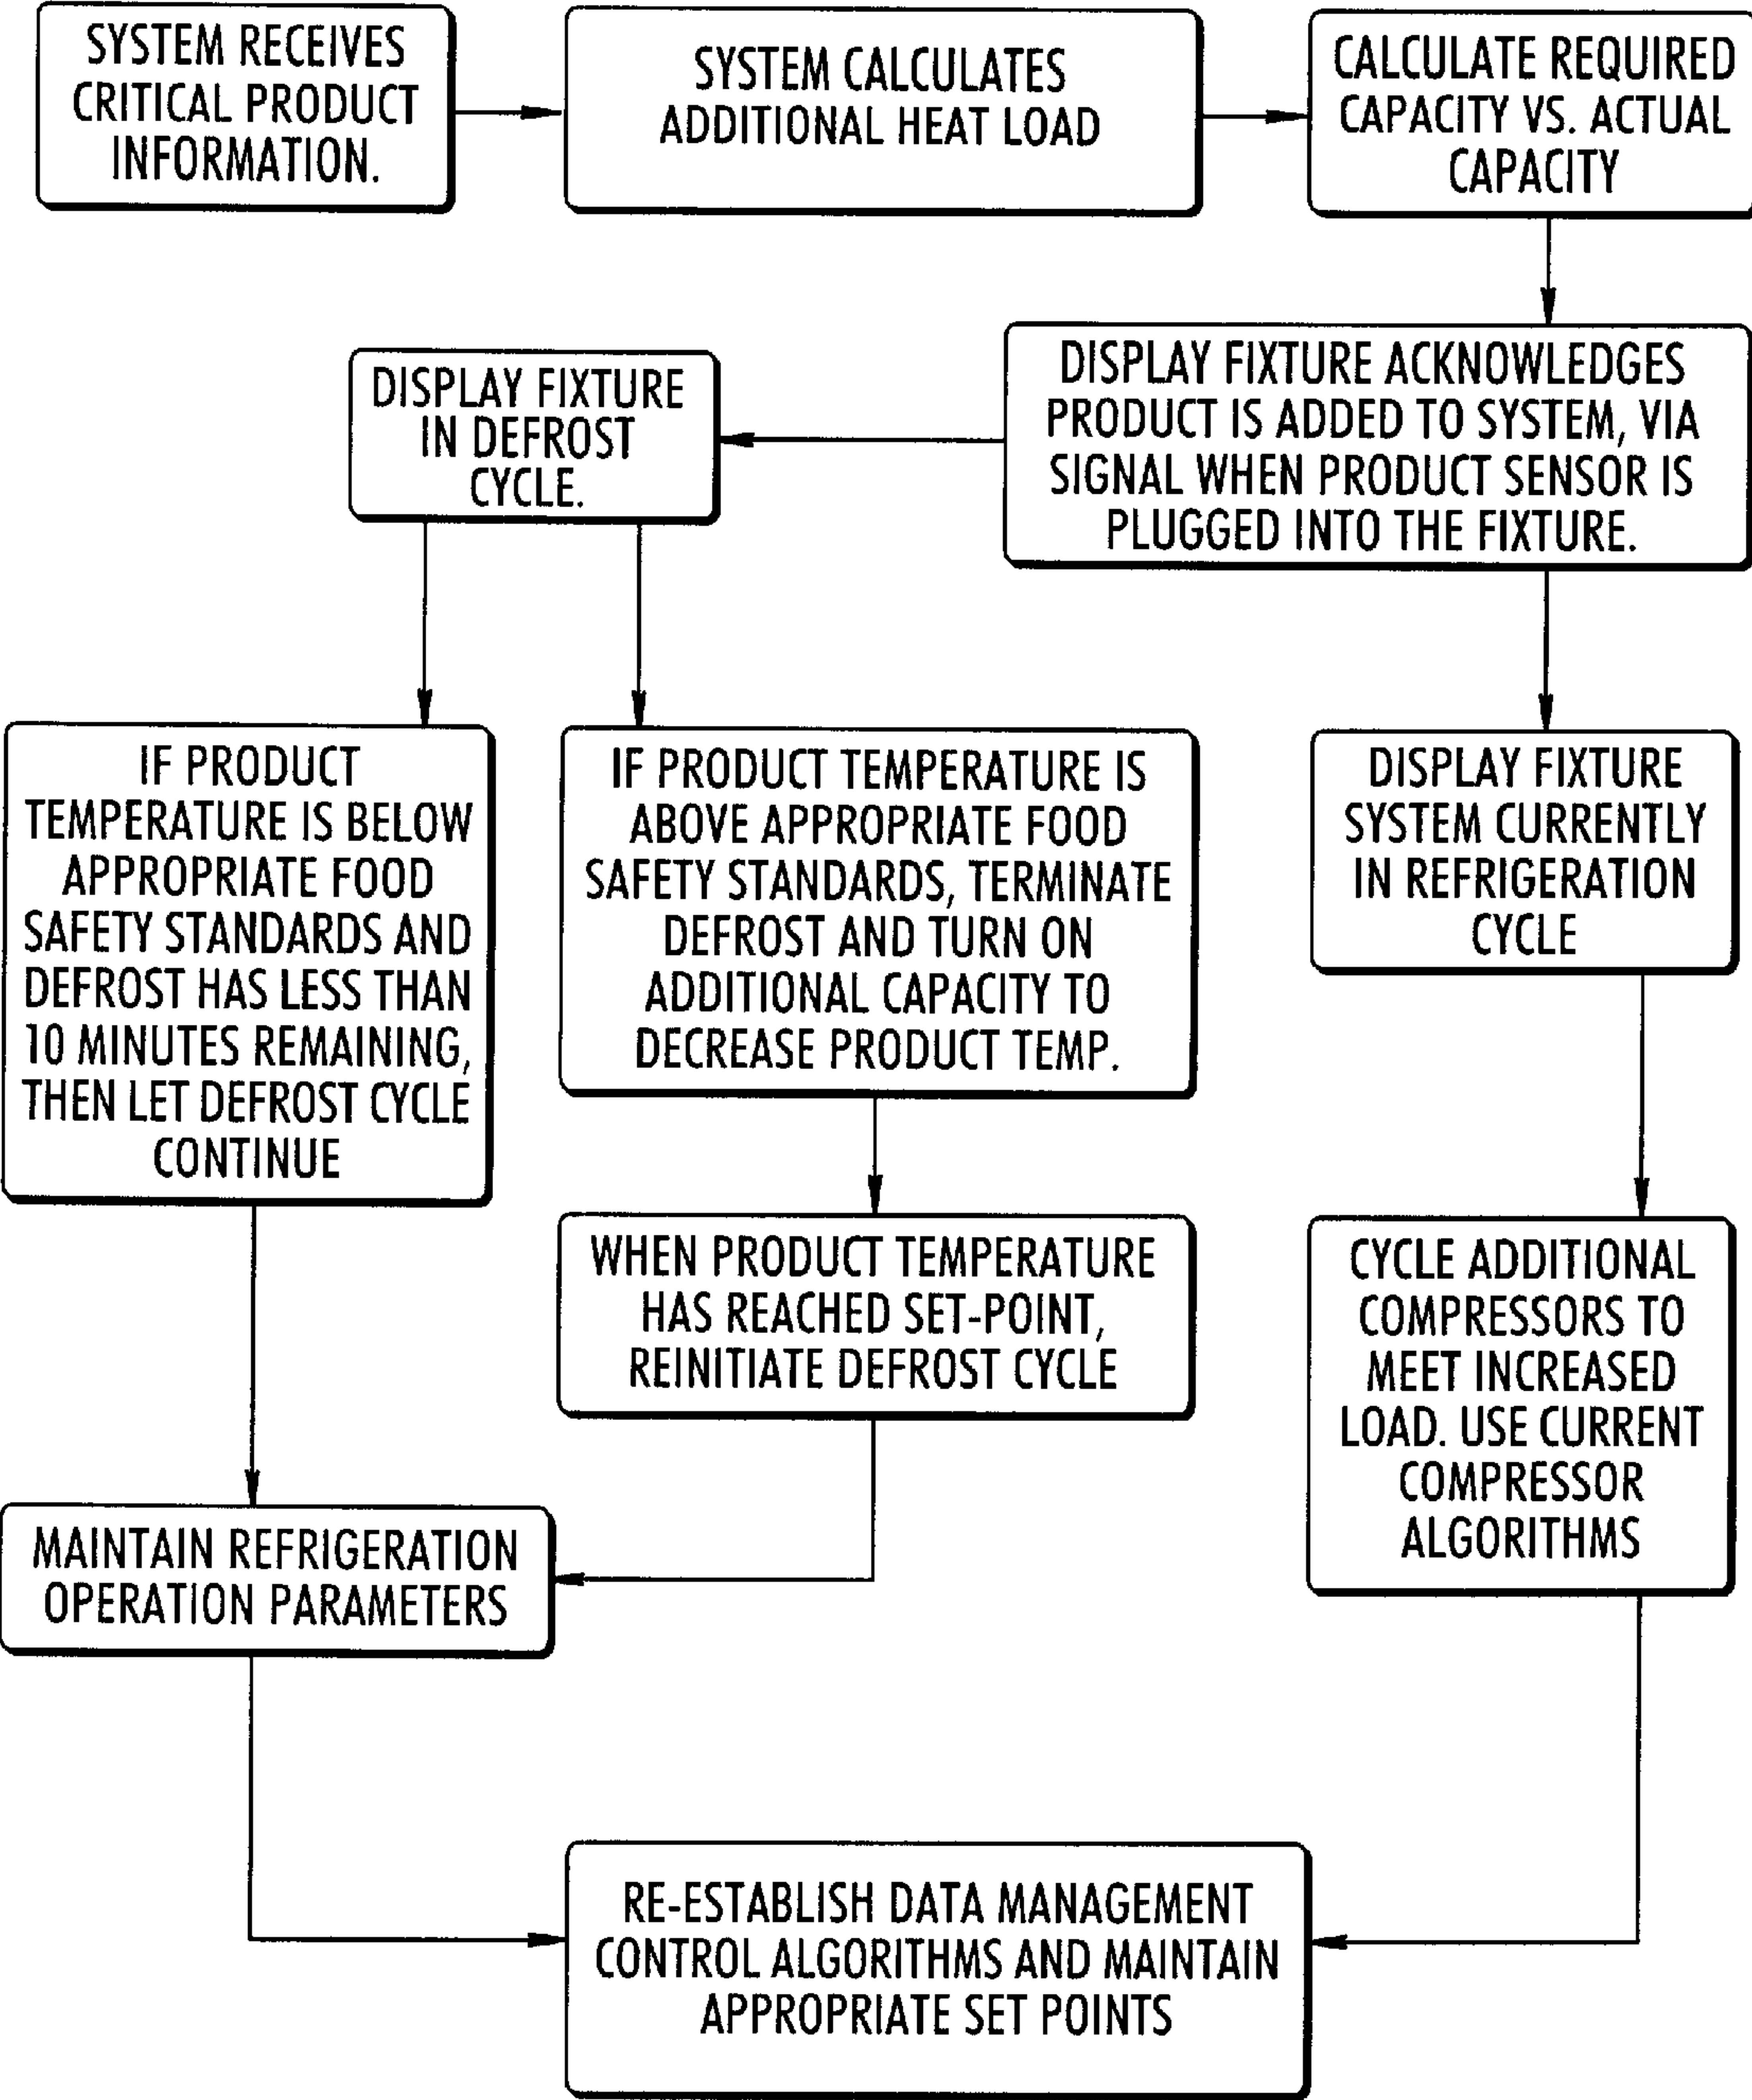 SYSTEM RECEIVES
CRITICAL PRODUCT
INFORMATION.
SYSTEM CALCULATES
ADDITIONAL HEAT LOAD
CALCULATE REQUIRED
CAPACITY VS. ACTUAL
CAPACITY
DISPLAY FIXTURE
IN DEFROST
CYCLE.
DISPLAY FIXTURE ACKNOWLEDGES
PRODUCT IS ADDED TO SYSTEM, VIA
SIGNAL WHEN PRODUCT SENSOR IS
PLUGGED INTO THE FIXTURE.
IF PRODUCT
TEMPERATURE IS BELOW
APPROPRIATE FOOD
SAFETY STANDARDS AND
DEFROST HAS LESS THAN
10 MINUTES REMAINING,
THEN LET DEFROST CYCLE
CONTINUE
IF PRODUCT TEMPERATURE IS
ABOVE APPROPRIATE FOOD
SAFETY STANDARDS, TERMINATE
DEFROST AND TURN ON
ADDITIONAL CAPACITY TO
DECREASE PRODUCT TEMP.
DISPLAY FIXTURE
SYSTEM CURRENTLY
IN REFRIGERATION
CYCLE
WHEN PRODUCT TEMPERATURE
HAS REACHED SET-POINT,
REINITIATE DEFROST CYCLE
CYCLE ADDITIONAL
COMPRESSORS TO
MEET INCREASED
LOAD. USE CURRENT
COMPRESSOR
ALGORITHMS
MAINTAIN REFRIGERATION
OPERATION PARAMETERS
RE-ESTABLISH DATA MANAGEMENT
CONTROL ALGORITHMS AND MAINTAIN
APPROPRIATE SET POINTS